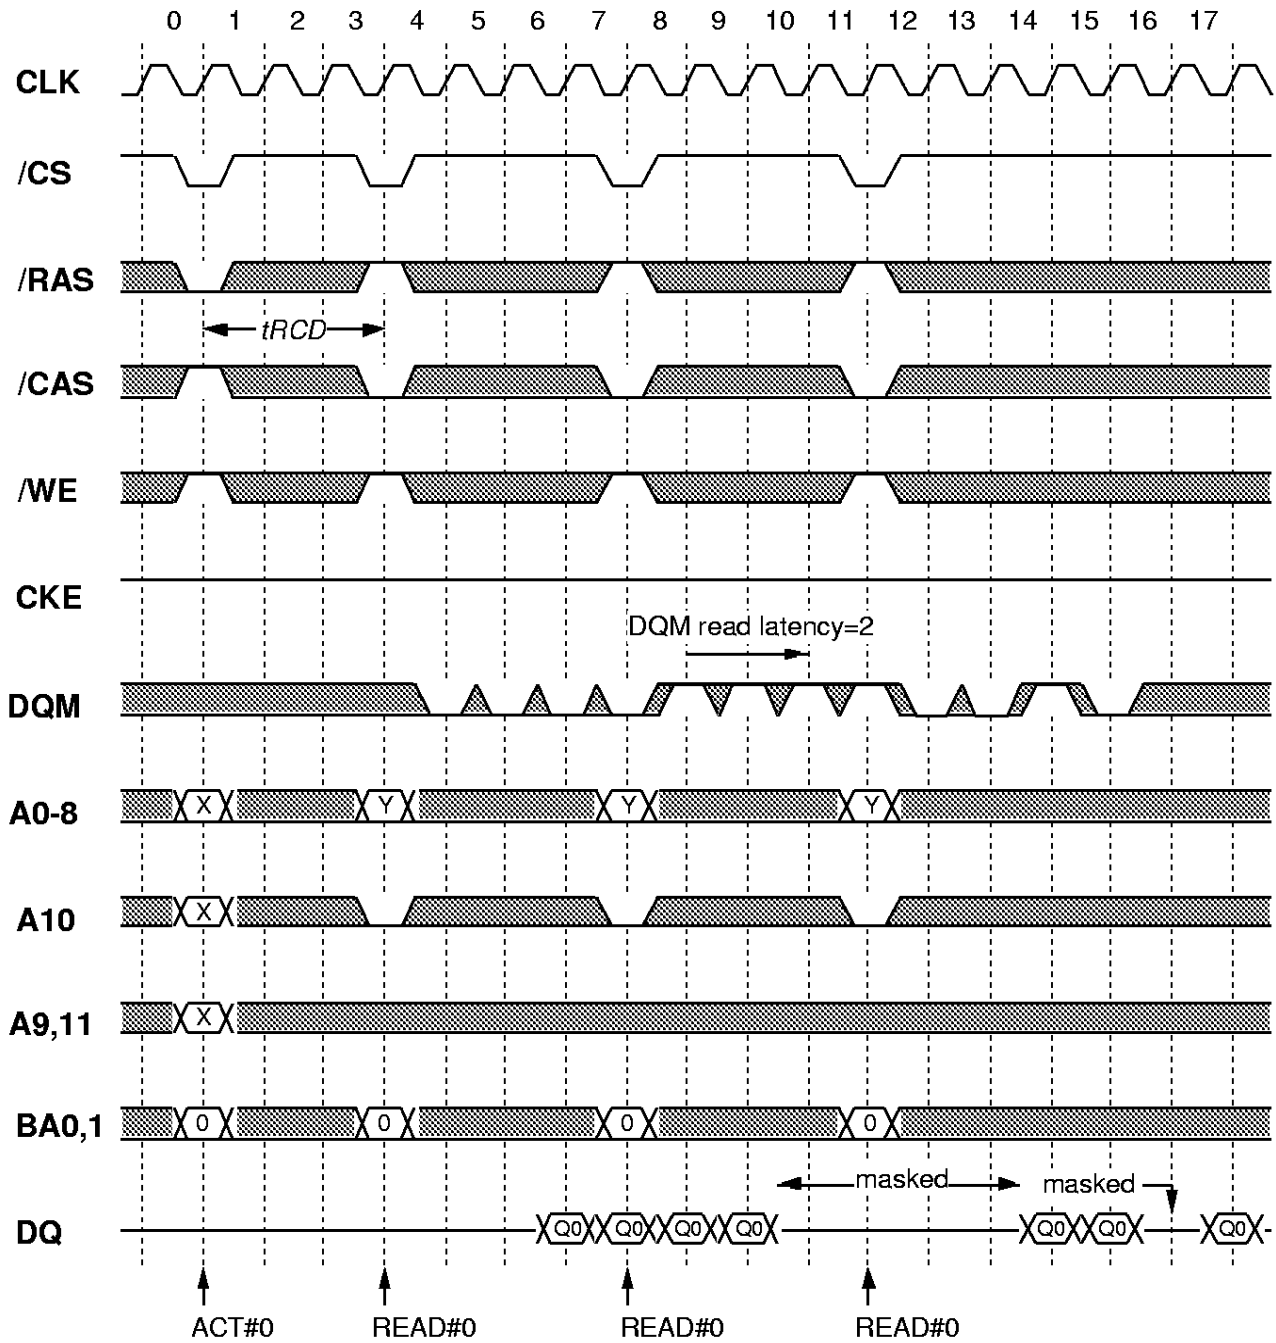 0 1 2 3 4 5 6 7 8 9 10 11 12 13 14 15 16 17
CLK
/CS
/RAS
tRCD
/CAS
/WE
CKE
DQM read latency=2
DQM
A0-8 X Y Y Y
A10 X
A9,11 X
BA0,1 0 0 0 0
masked masked
DQ Q0 Q0 Q0 Q0 Q0 Q0 Q0
ACT#0 READ#0 READ#0 READ#0